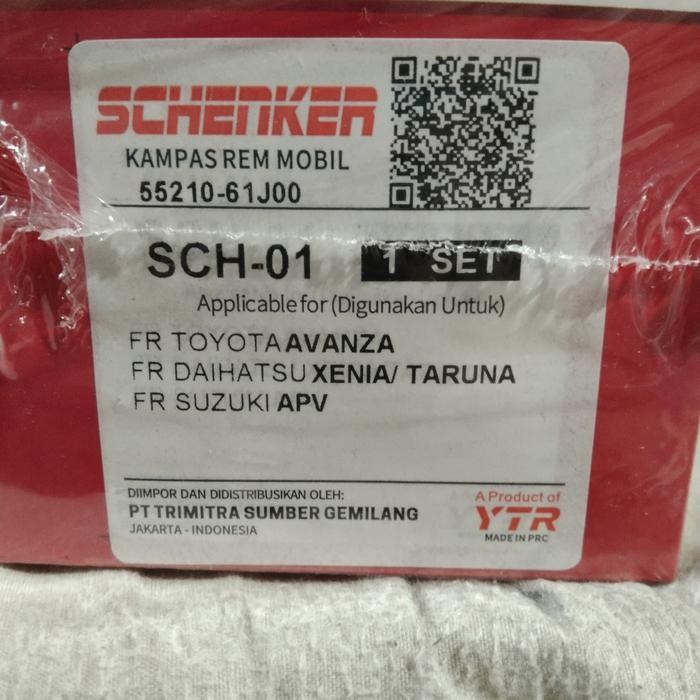 SCHENKER
KAMPAS REM MOBIL
55210-61J00
SCH-01 1 SET
Applicable for (Digunakan Untuk)
FR TOYOTA AVANZA
FR DAIHATSU XENIA/ TARUNA
FR SUZUKI APV
DIIMPOR DAN DIDISTRIBUSIKAN OLEH:
PT TRIMITRA SUMBER GEMILANG
JAKARTA - INDONESIA
A Product of
YTR
MADE IN PRC